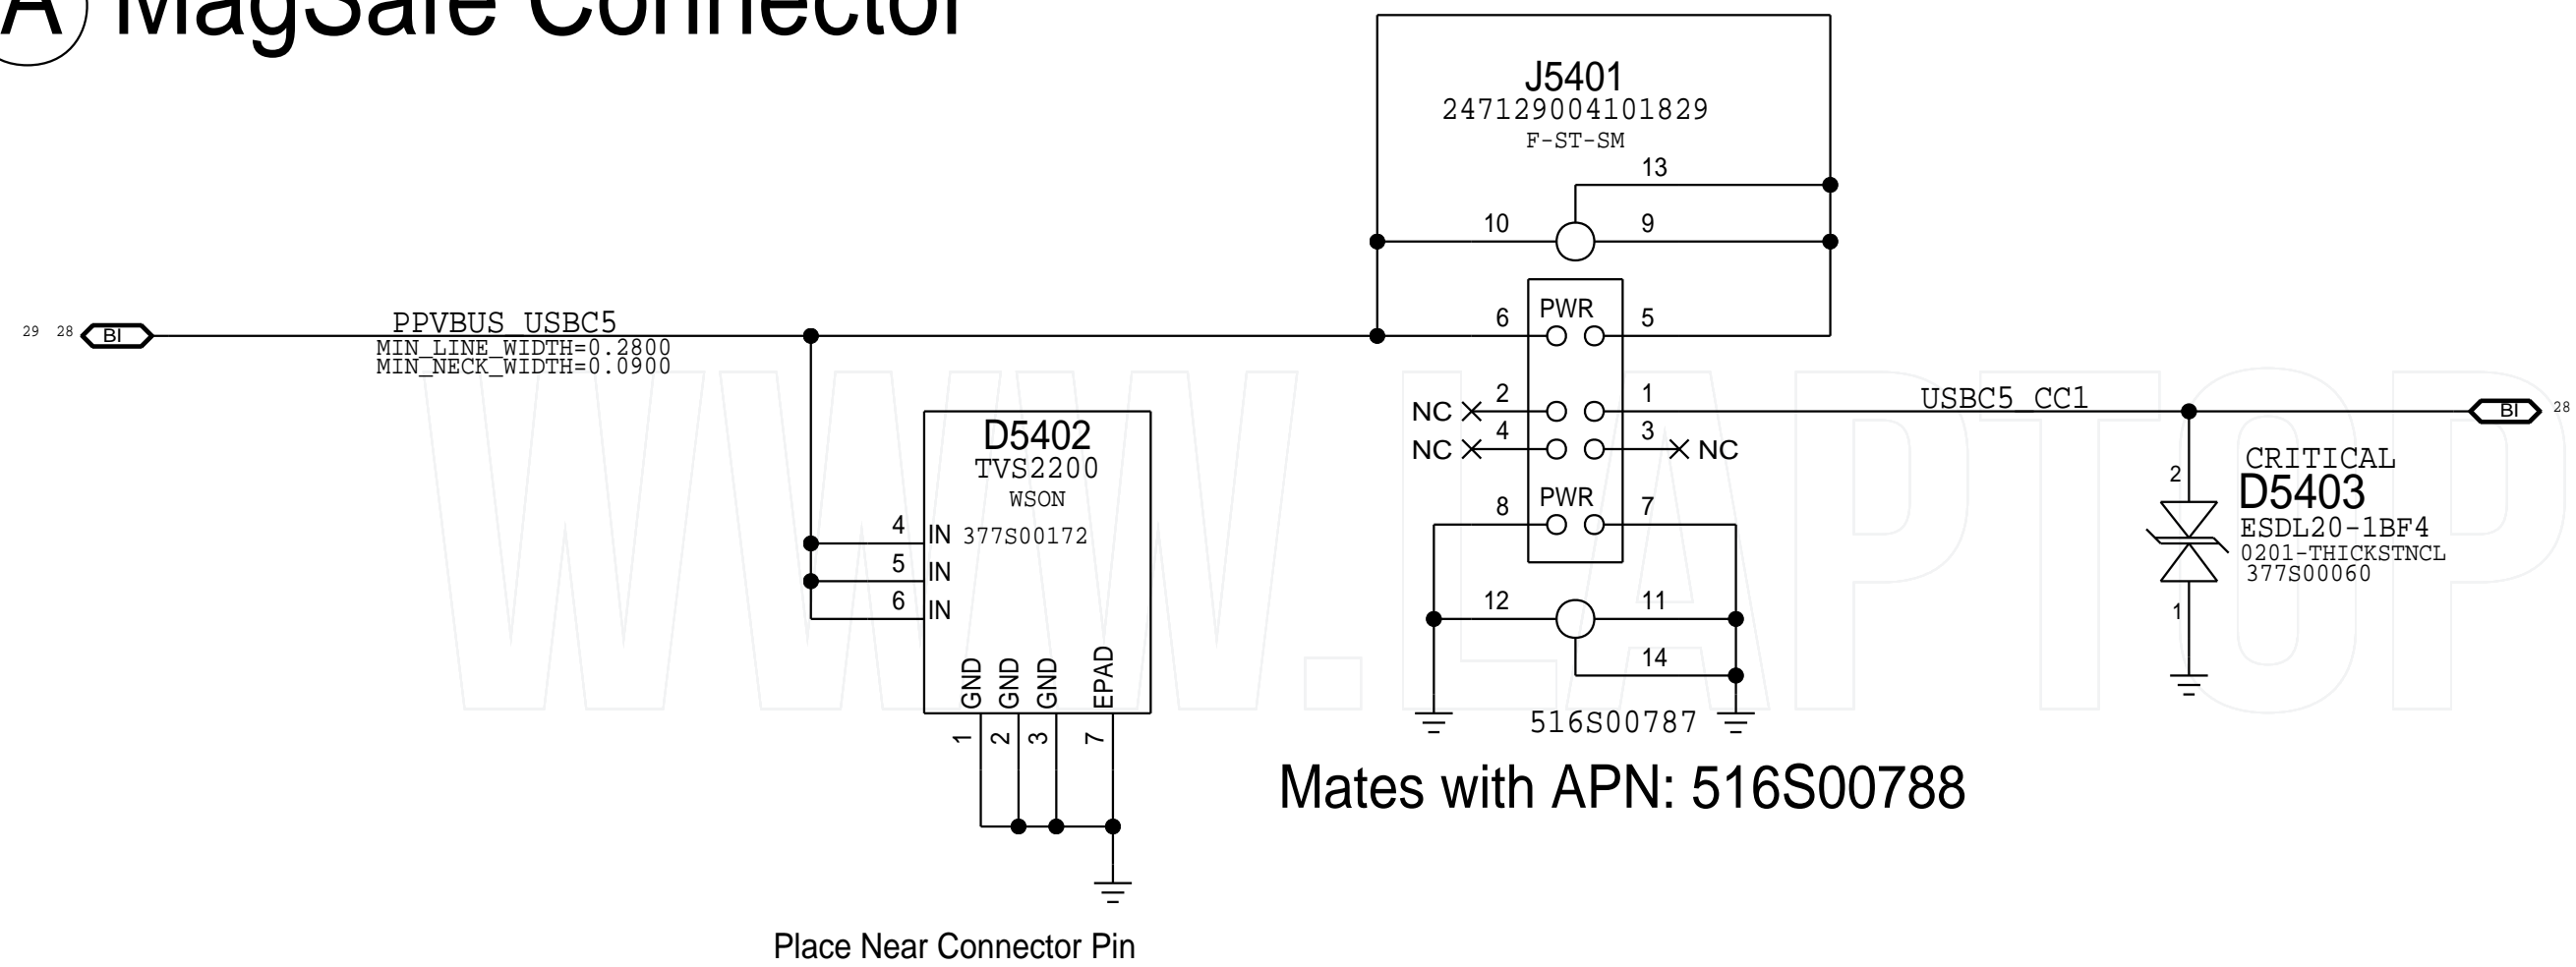 A MagSafe Connector
J5401
247129004101829
F-ST-SM
13
10 9
PWR
6 5
29 28 BI
PPVBUS_USBC5
MIN_LINE_WIDTH=0.2800
MIN_NECK_WIDTH=0.0900
NC 2 1
USBC5_CC1
BI 28
NC 4 3 NC
PWR
8 7
12 11
14
516S00787
Mates with APN: 516S00788
D5402
TVS2200
WSON
377S00172
4 IN
5 IN
6 IN
GND GND GND EPAD
1 2 3 7
Place Near Connector Pin
CRITICAL
2
D5403
ESDL20-1BF4
0201-THICKSTNCL
377S00060
1
WWW.LAPTOP